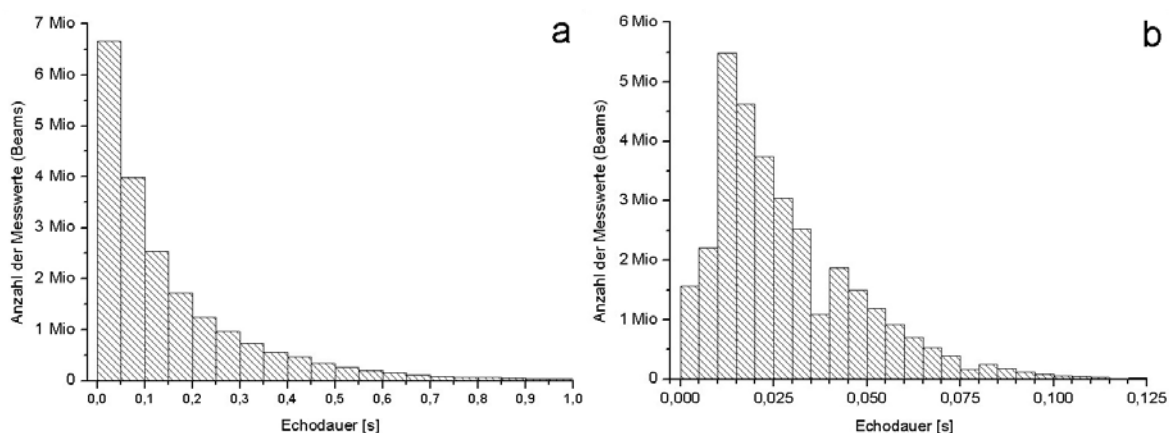 a
7 Mio
6 Mio
5 Mio
4 Mio
3 Mio
2 Mio
1 Mio
0
Anzahl der Messwerte (Beams)
0,0 0,1 0,2 0,3 0,4 0,5 0,6 0,7 0,8 0,9 1,0
Echodauer [s]
b
6 Mio
5 Mio
4 Mio
3 Mio
2 Mio
1 Mio
0
Anzahl der Messwerte (Beams)
0,000 0,025 0,050 0,075 0,100 0,125
Echodauer [s]